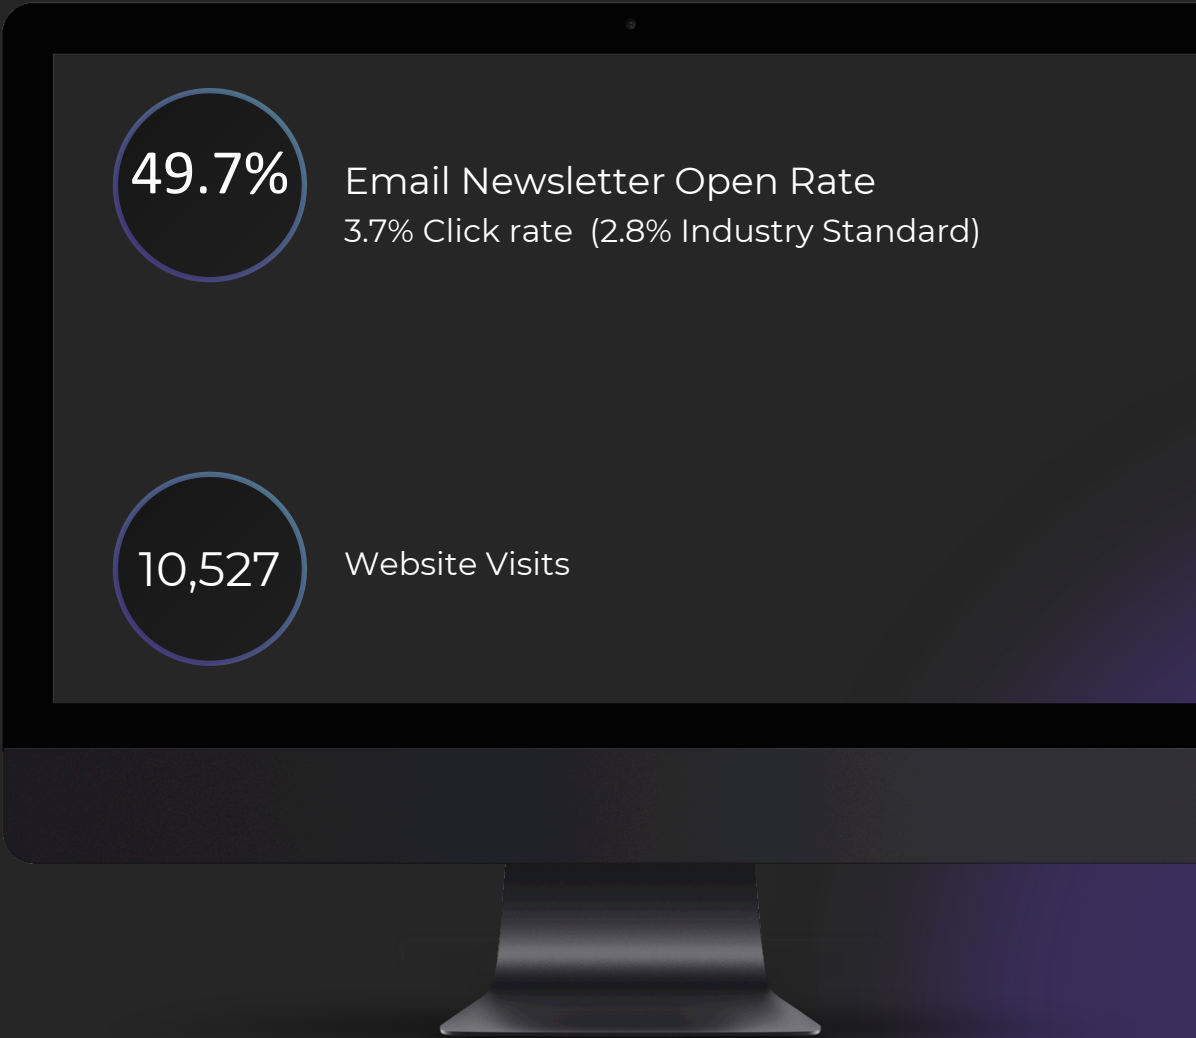 49.7%
Email Newsletter Open Rate
3.7% Click rate  (2.8% Industry Standard)
10,527
Website Visits